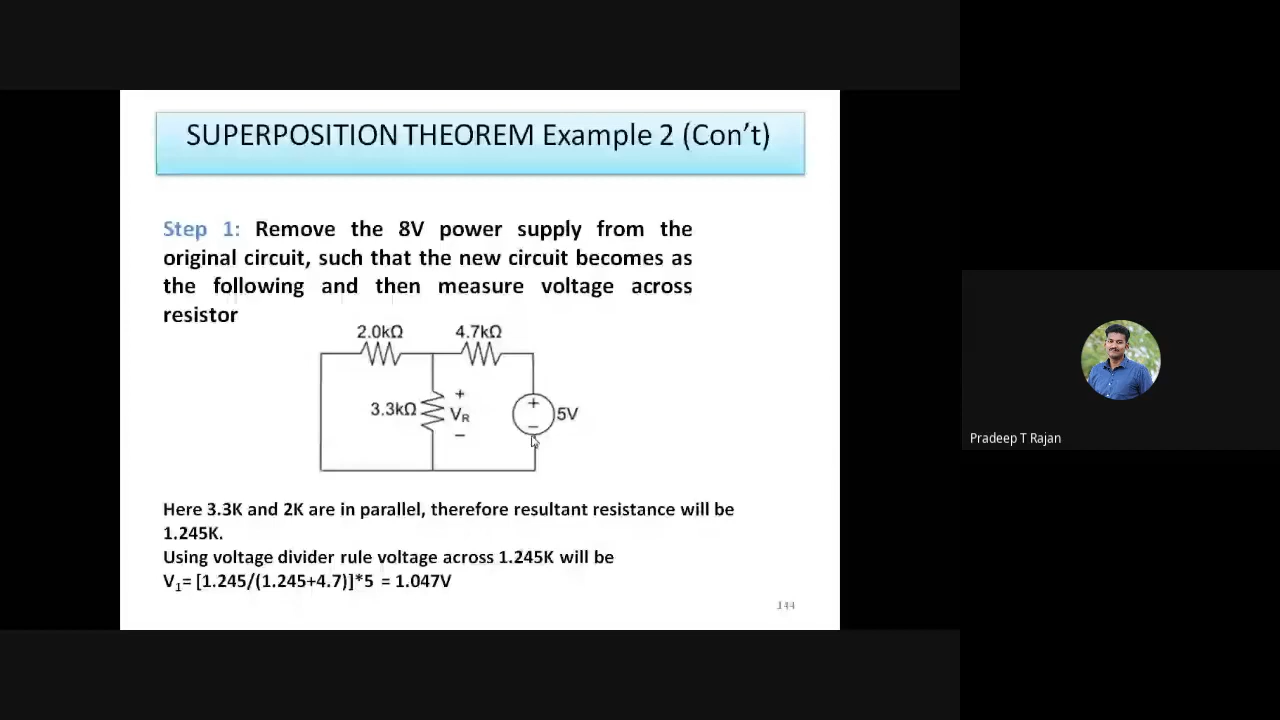 SUPERPOSITION THEOREM Example 2 (Con't)
Step 1: Remove the 8V power supply from the
original circuit, such that the new circuit becomes as
the following and then measure voltage across
resistor
2.0kΩ
4.7kΩ
3.3kΩ
+
VR
−
+
−
5V
Here 3.3K and 2K are in parallel, therefore resultant resistance will be
1.245K.
Using voltage divider rule voltage across 1.245K will be
V1= [1.245/(1.245+4.7)]*5 = 1.047V
144
Pradeep T Rajan